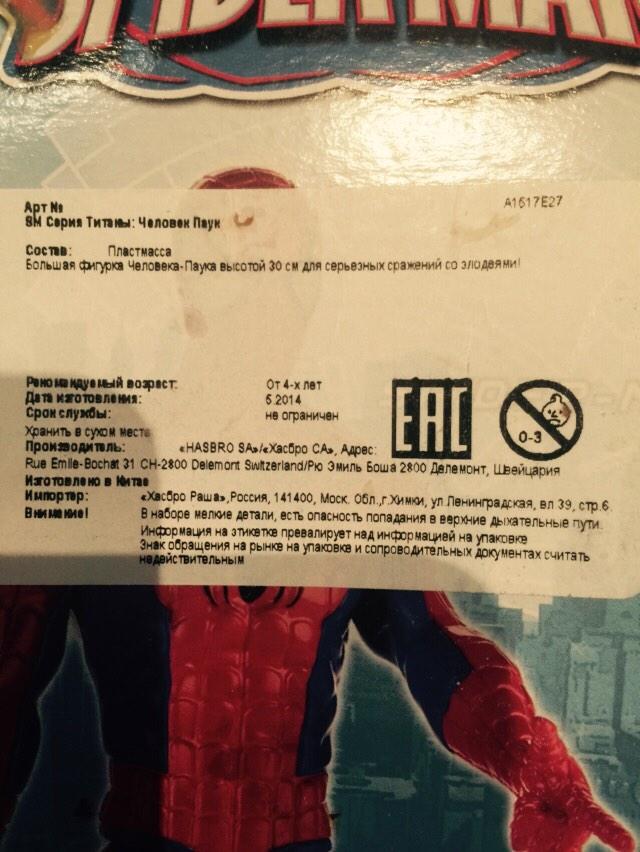 SPIDER-MAN
Арт № A1617E27
SM Серия Титаны: Человек Паук
Состав: Пластмасса
Большая фигурка Человека-Паука высотой 30 см для серьезных сражений со злодеями!
Рекомандуемый возраст: От 4-х лет
Дата изготовления: 5.2014
Срок службы: не ограничен
Хранить в сухом месте
EAC
0-3
Производитель: «HASBRO SA»/«Хасбро СА», Адрес:
Rue Emile-Bochat 31 CH-2800 Delemont Switzerland/Рю Эмиль Боша 2800 Делемонт, Швейцария
Изготовлено в Китае
Импортер: «Хасбро Раша»,Россия, 141400, Моск. Обл.,г.Химки, ул.Ленинградская, вл 39, стр.6.
Внимание! В наборе мелкие детали, есть опасность попадания в верхние дыхательные пути.
Информация на этикетке превалирует над информацией на упаковке
Знак обращения на рынке на упаковке и сопроводительных документах считать
недействительным